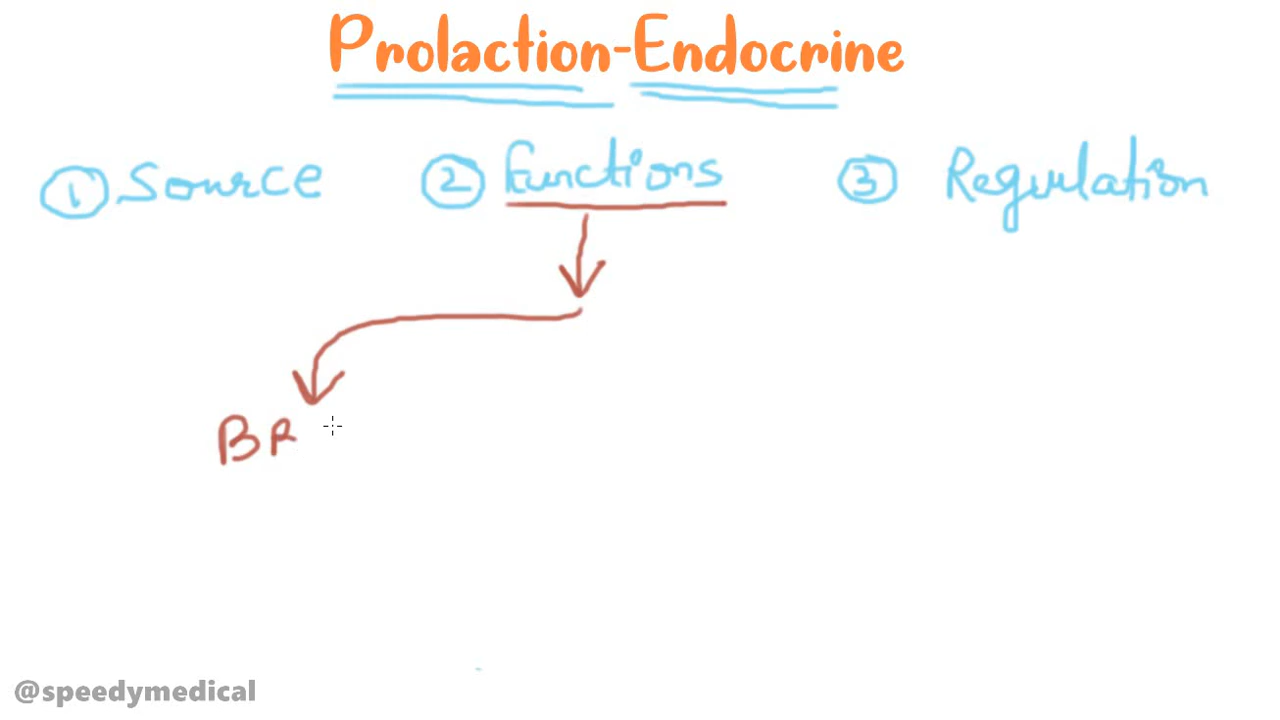 Prolaction-Endocrine
1 Source 2 Functions 3 Regulation
BR
@speedymedical